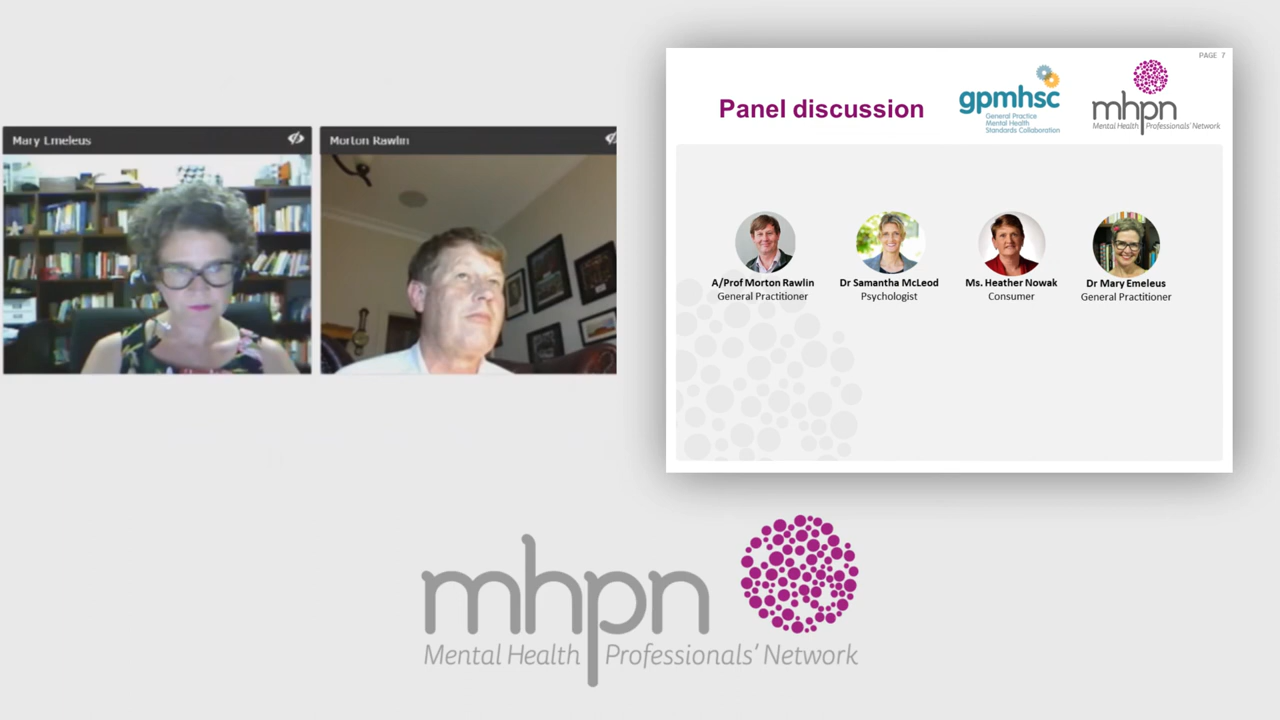 Mary Emeleus
Morton Rawlin
PAGE 7
Panel discussion
gpmhsc
General Practice
Mental Health
Standards Collaboration
mhpn
Mental Health Professionals' Network
A/Prof Morton Rawlin
General Practitioner
Dr Samantha McLeod
Psychologist
Ms. Heather Nowak
Consumer
Dr Mary Emeleus
General Practitioner
mhpn
Mental Health Professionals' Network